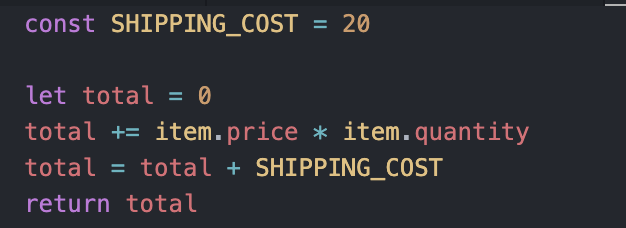 const SHIPPING_COST = 20
let total = 0
total += item.price * item.quantity
total = total + SHIPPING_COST
return total